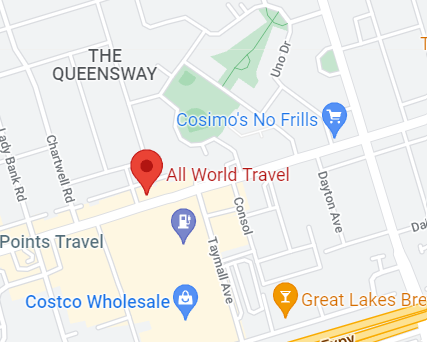 THE
QUEENSWAY
Uno Dr
Cosimo's No Frills
Lady Bank Rd
Chartwell Rd
All World Travel
Dayton Ave
Consol
Points Travel
Taymall Ave
Costco Wholesale
Great Lakes Bre